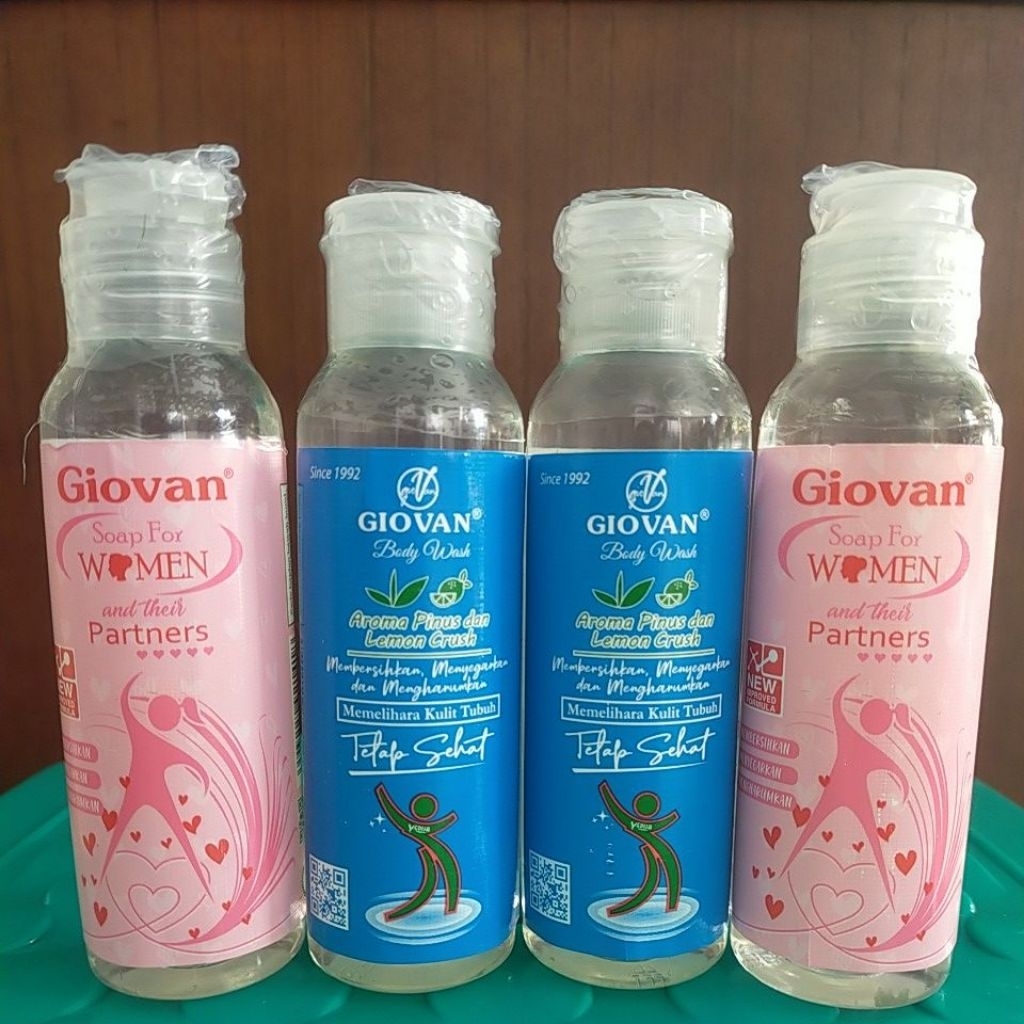 Giovan®
Soap For
WOMEN
and their
Partners
NEW
IMPROVED
FORMULA
Since 1992
GIOVAN®
Body Wash
Aroma Pinus dan
Lemon Crush
Membersihkan, Menyegarkan
dan Mengharumkan
Memelihara Kulit Tubuh
Tetap Sehat
Since 1992
GIOVAN®
Body Wash
Aroma Pinus dan
Lemon Crush
Membersihkan, Menyegarkan
dan Mengharumkan
Memelihara Kulit Tubuh
Tetap Sehat
Giovan®
Soap For
WOMEN
and their
Partners
NEW
IMPROVED
FORMULA